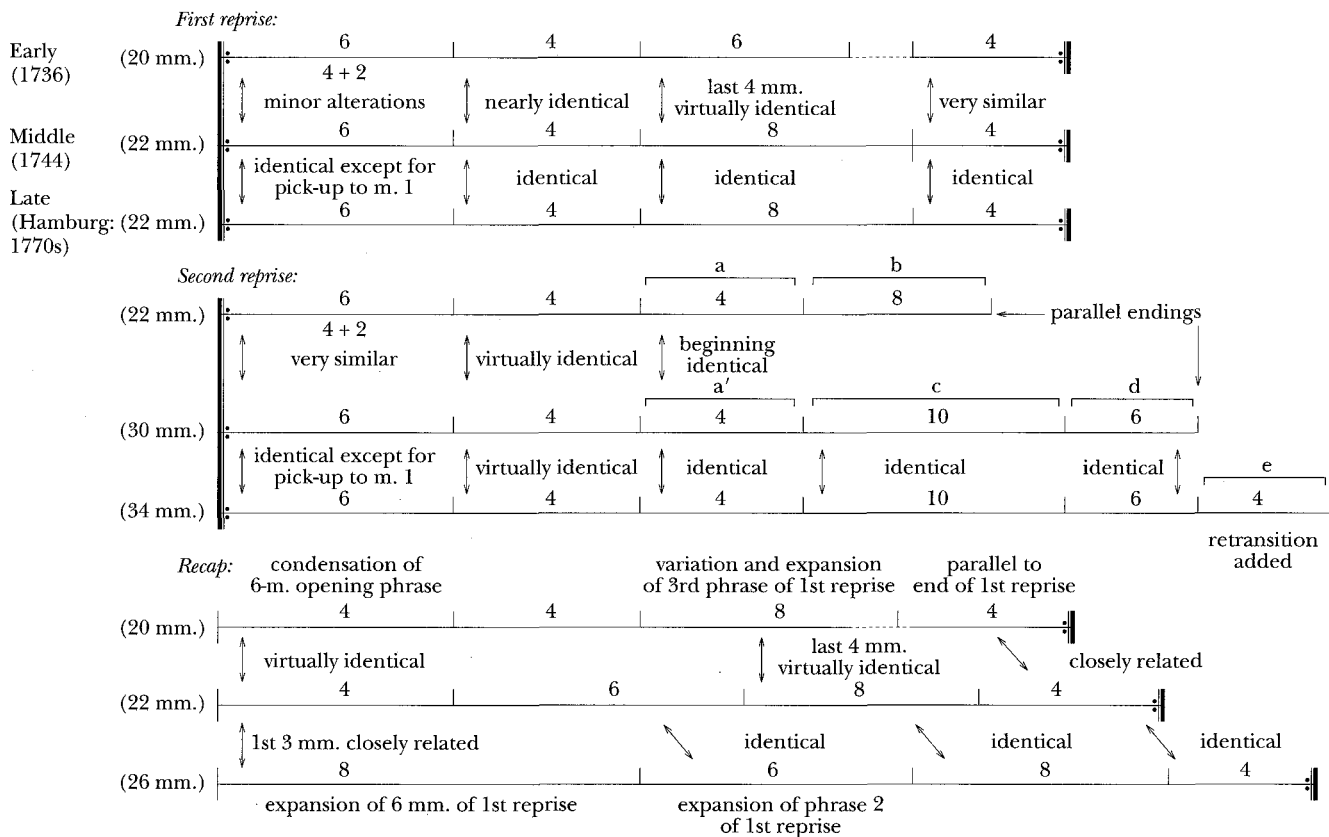 First reprise:
6 4 6 4
Early
(1736)
(20 mm.)
4 + 2
minor alterations
nearly identical
last 4 mm.
virtually identical
very similar
6 4 8 4
Middle
(1744)
(22 mm.)
identical except for
pick-up to m. 1
identical
identical
identical
Late
(Hamburg:
1770s)
(22 mm.)
6 4 8 4
Second reprise:
a b
6 4 4 8
(22 mm.)
parallel endings
4 + 2
very similar
virtually identical
beginning
identical
a' c d
6 4 4 10 6
(30 mm.)
identical except for
pick-up to m. 1
virtually identical
identical
identical
identical
e
6 4 4 10 6 4
(34 mm.)
retransition
added
Recap:
condensation of
6-m. opening phrase
variation and expansion
of 3rd phrase of 1st reprise
parallel to
end of 1st reprise
4 4 8 4
(20 mm.)
virtually identical
last 4 mm.
virtually identical
closely related
4 6 8 4
(22 mm.)
1st 3 mm. closely related
identical
identical
identical
8 6 8 4
(26 mm.)
expansion of 6 mm. of 1st reprise
expansion of phrase 2
of 1st reprise